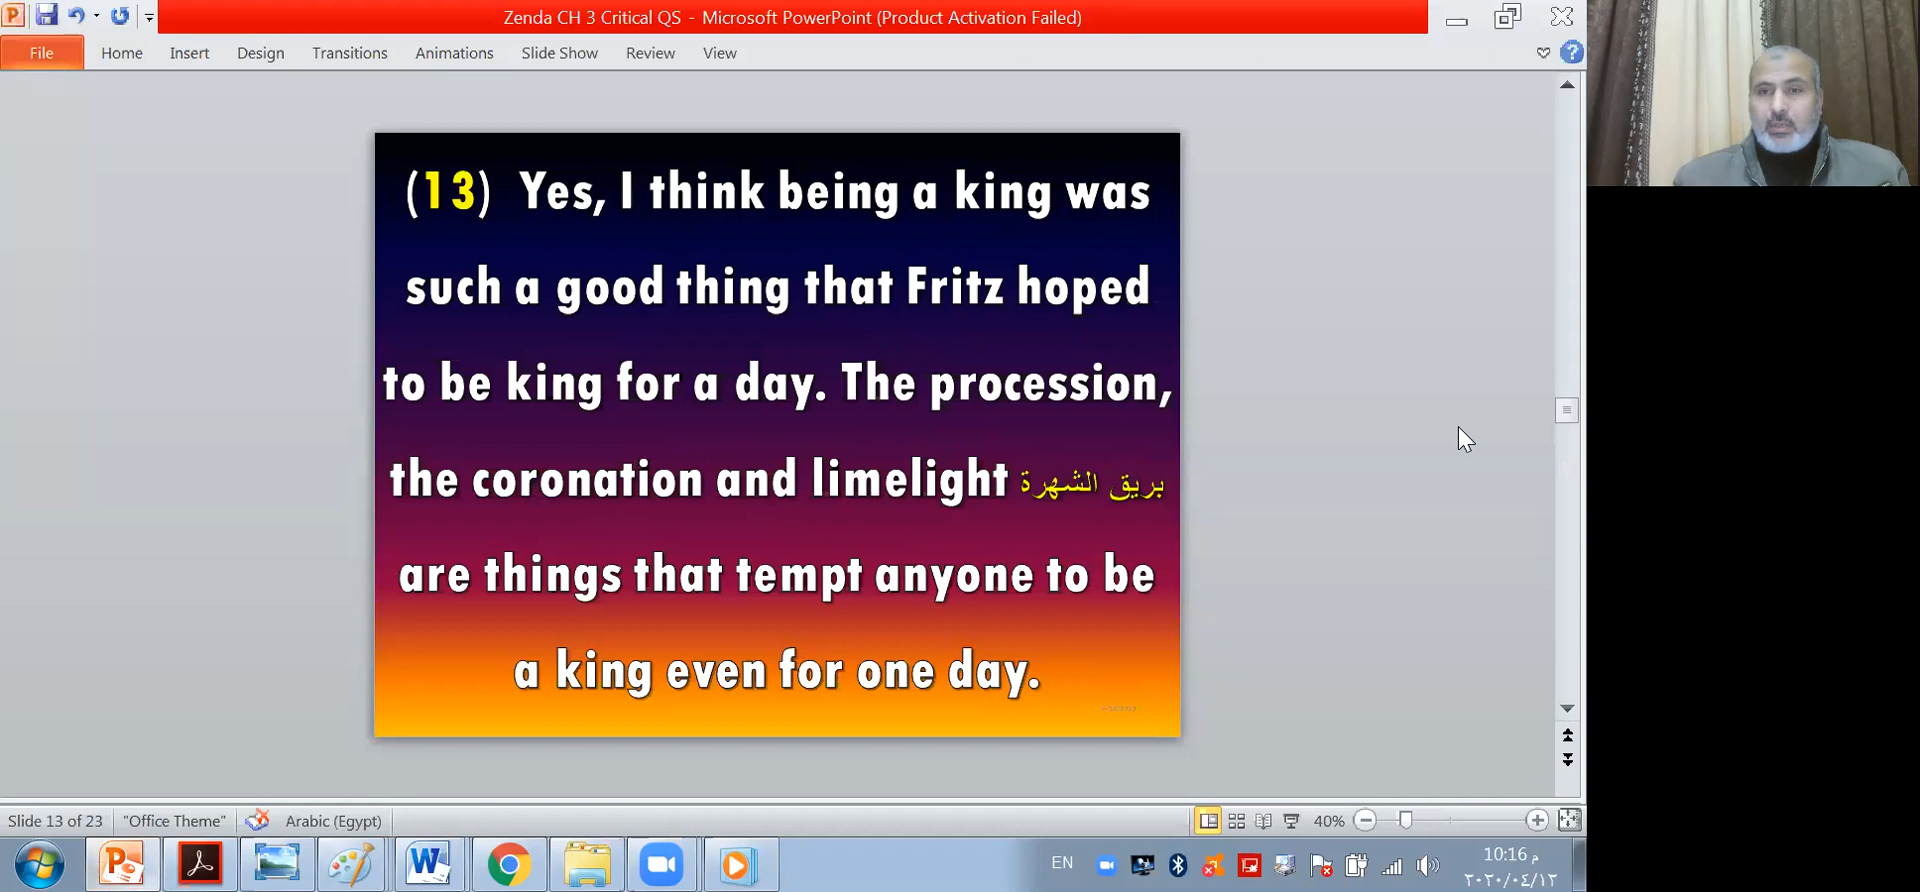 Zenda CH 3 Critical QS - Microsoft PowerPoint (Product Activation Failed)
File Home Insert Design Transitions Animations Slide Show Review View
(13) Yes, I think being a king was
such a good thing that Fritz hoped
to be king for a day. The procession,
the coronation and limelight بريق الشهرة
are things that tempt anyone to be
a king even for one day.
Slide 13 of 23 "Office Theme" Arabic (Egypt) 40%
EN
10:16 م
٢٠٢٠/٠٤/١٢